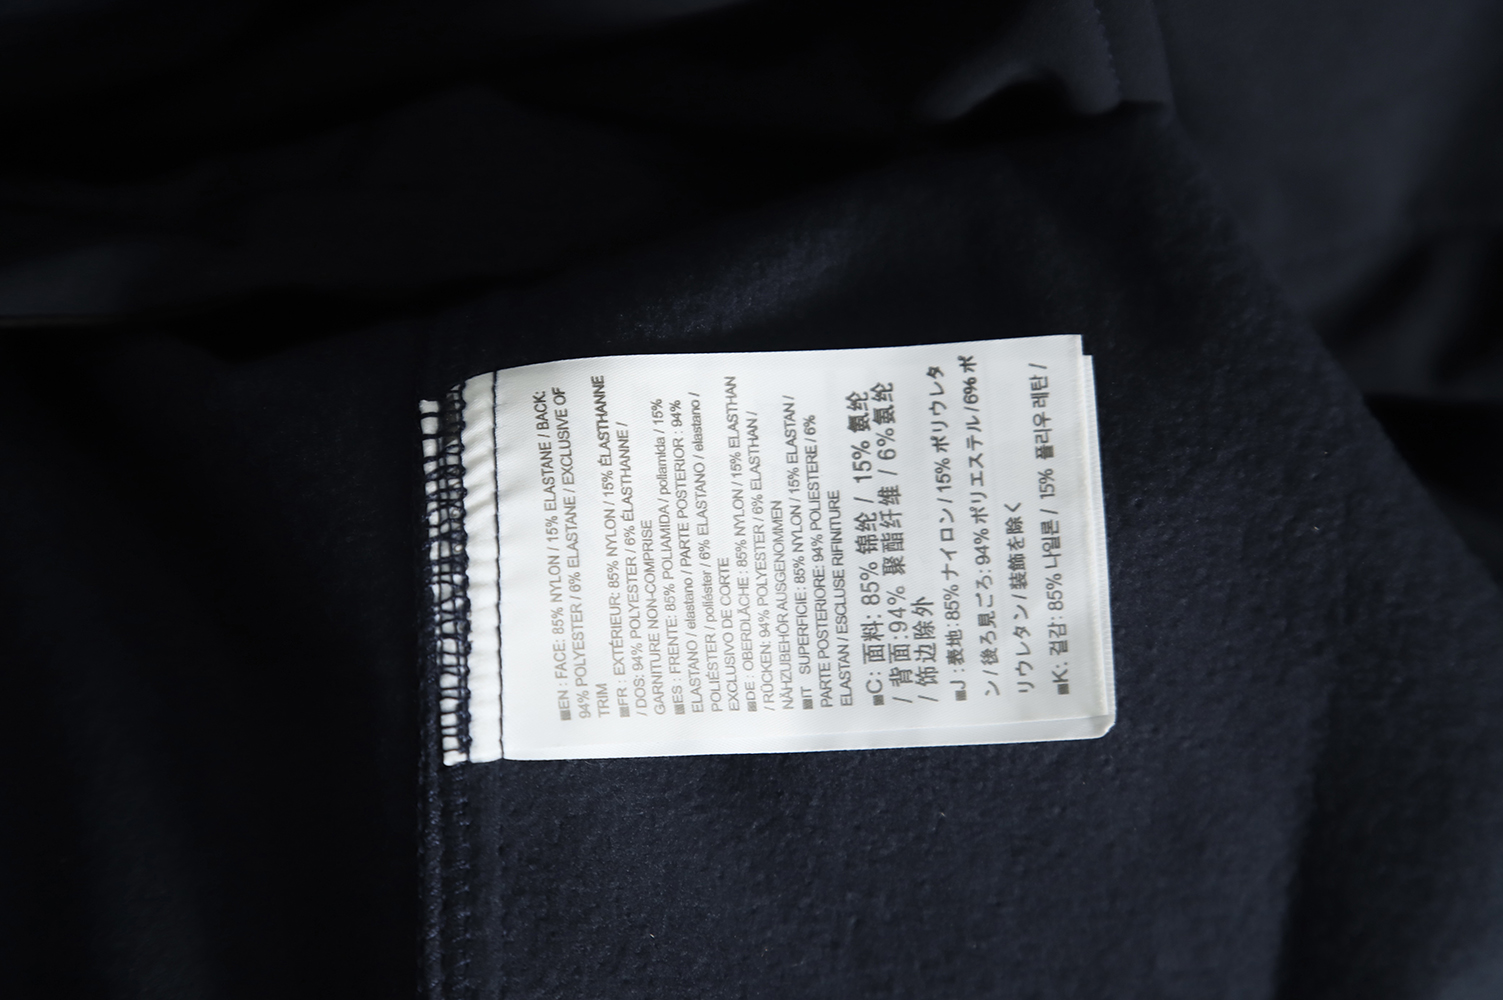 ■EN : FACE: 85% NYLON / 15% ELASTANE / BACK:
94% POLYESTER / 6% ELASTANE / EXCLUSIVE OF
TRIM
■FR : EXTÉRIEUR: 85% NYLON / 15% ÉLASTHANNE
/ DOS: 94% POLYESTER / 6% ÉLASTHANNE /
GARNITURE NON-COMPRISE
■ES : FRENTE: 85% POLIAMIDA / poliamida / 15%
ELASTANO / elastano / PARTE POSTERIOR : 94%
POLIÉSTER / poliéster / 6% ELASTANO / elastano /
EXCLUSIVO DE CORTE
■DE : OBERDLÄCHE : 85% NYLON / 15% ELASTHAN
/ RÜCKEN: 94% POLYESTER / 6% ELASTHAN /
NÄHZUBEHÖR AUSGENOMMEN
■IT SUPERFICIE: 85% NYLON / 15% ELASTAN /
PARTE POSTERIORE: 94% POLIESTERE / 6%
ELASTAN / ESCLUSE RIFINITURE
■C: 面料: 85% 锦纶 / 15% 氨纶
/ 背面:94% 聚酯纤维 / 6%氨纶
/ 饰边除外
■J : 表地: 85% ナイロン / 15% ポリウレタ
ン / 後ろ見ごろ: 94% ポリエステル / 6% ポ
リウレタン / 装飾を除く
■K: 겉감: 85% 나일론 / 15% 폴리우레탄 /